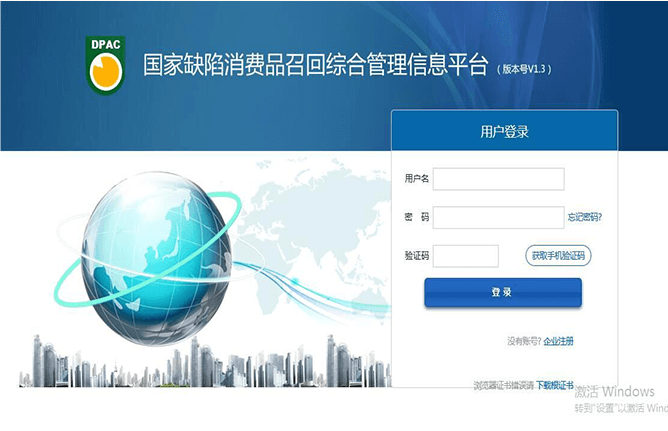 DPAC
国家缺陷消费品召回综合管理信息平台 （版本号V1.3）
用户登录
用户名
密 码 忘记密码?
验证码 获取手机验证码
登 录
没有账号? 企业注册
浏览器证书错误请 下载根证书
激活 Windows
转到"设置"以激活 Wind